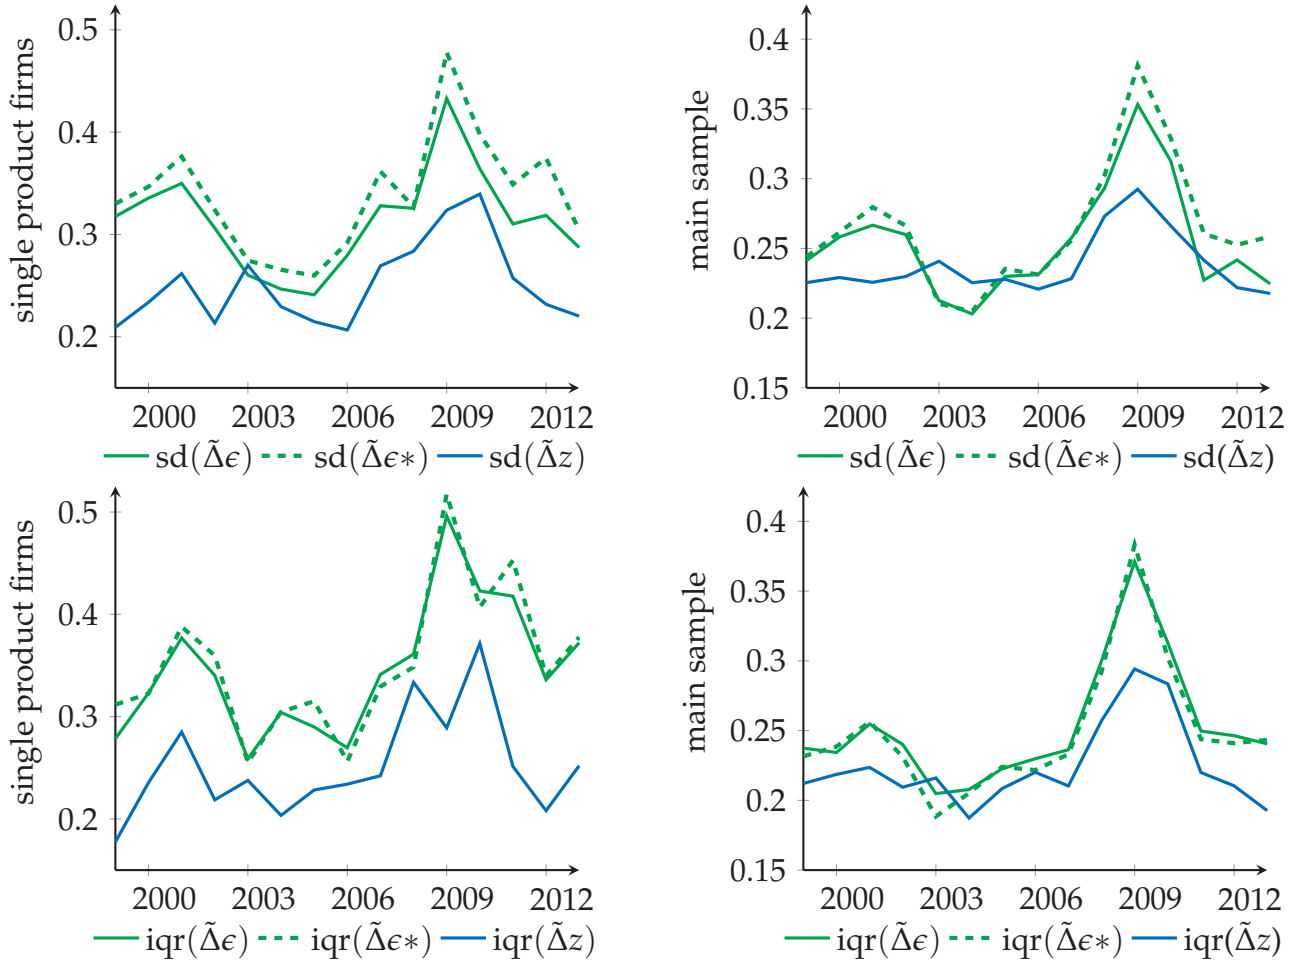 single product firms
0.5
0.4
0.3
0.2
2000 2003 2006 2009 2012
sd(Δ̃ϵ) sd(Δ̃ϵ∗) sd(Δ̃z)
main sample
0.4
0.35
0.3
0.25
0.2
0.15
2000 2003 2006 2009 2012
sd(Δ̃ϵ) sd(Δ̃ϵ∗) sd(Δ̃z)
single product firms
0.5
0.4
0.3
0.2
2000 2003 2006 2009 2012
iqr(Δ̃ϵ) iqr(Δ̃ϵ∗) iqr(Δ̃z)
main sample
0.4
0.35
0.3
0.25
0.2
0.15
2000 2003 2006 2009 2012
iqr(Δ̃ϵ) iqr(Δ̃ϵ∗) iqr(Δ̃z)